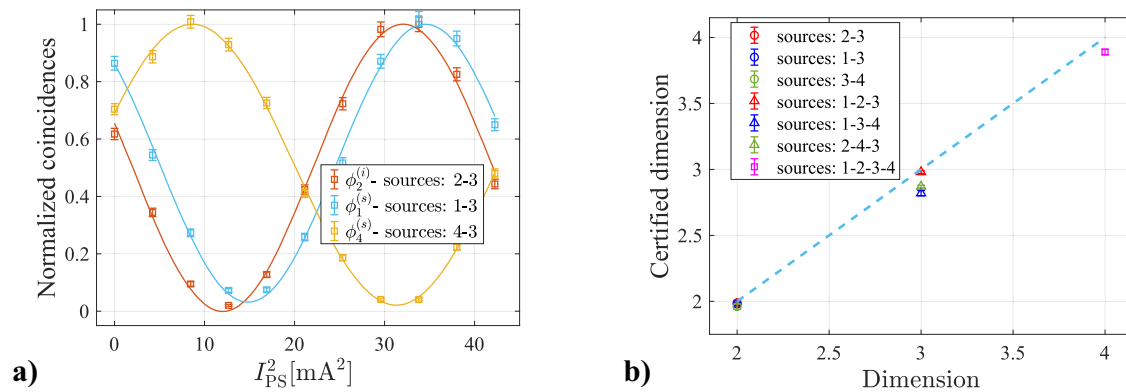 Normalized coincidences
1
0.8
0.6
0.4
0.2
0
0
10
20
30
40
I²_PS[mA²]
ϕ₂⁽ⁱ⁾- sources: 2-3
ϕ₁⁽ˢ⁾- sources: 1-3
ϕ₄⁽ˢ⁾- sources: 4-3
a)
Certified dimension
4
3.5
3
2.5
2
2
2.5
3
3.5
4
Dimension
sources: 2-3
sources: 1-3
sources: 3-4
sources: 1-2-3
sources: 1-3-4
sources: 2-4-3
sources: 1-2-3-4
b)